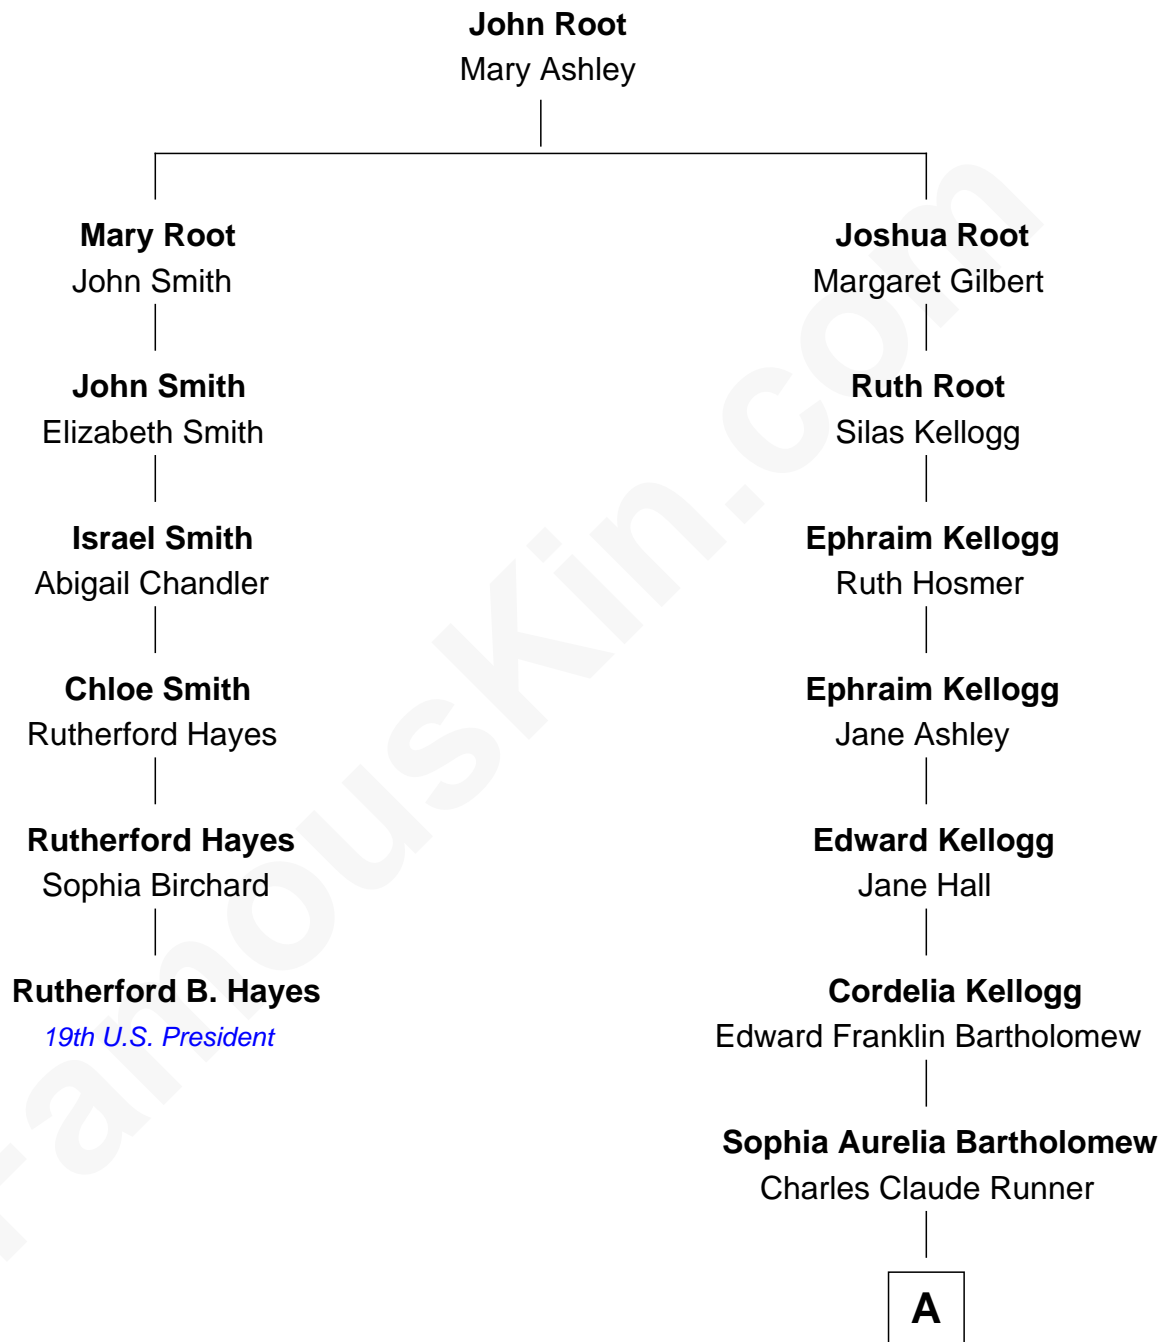 John Root
Mary Ashley
Mary Root
John Smith
John Smith
Elizabeth Smith
Israel Smith
Abigail Chandler
Chloe Smith
Rutherford Hayes
Rutherford Hayes
Sophia Birchard
Rutherford B. Hayes
19th U.S. President
Joshua Root
Margaret Gilbert
Ruth Root
Silas Kellogg
Ephraim Kellogg
Ruth Hosmer
Ephraim Kellogg
Jane Ashley
Edward Kellogg
Jane Hall
Cordelia Kellogg
Edward Franklin Bartholomew
Sophia Aurelia Bartholomew
Charles Claude Runner
A
FamousKin.com